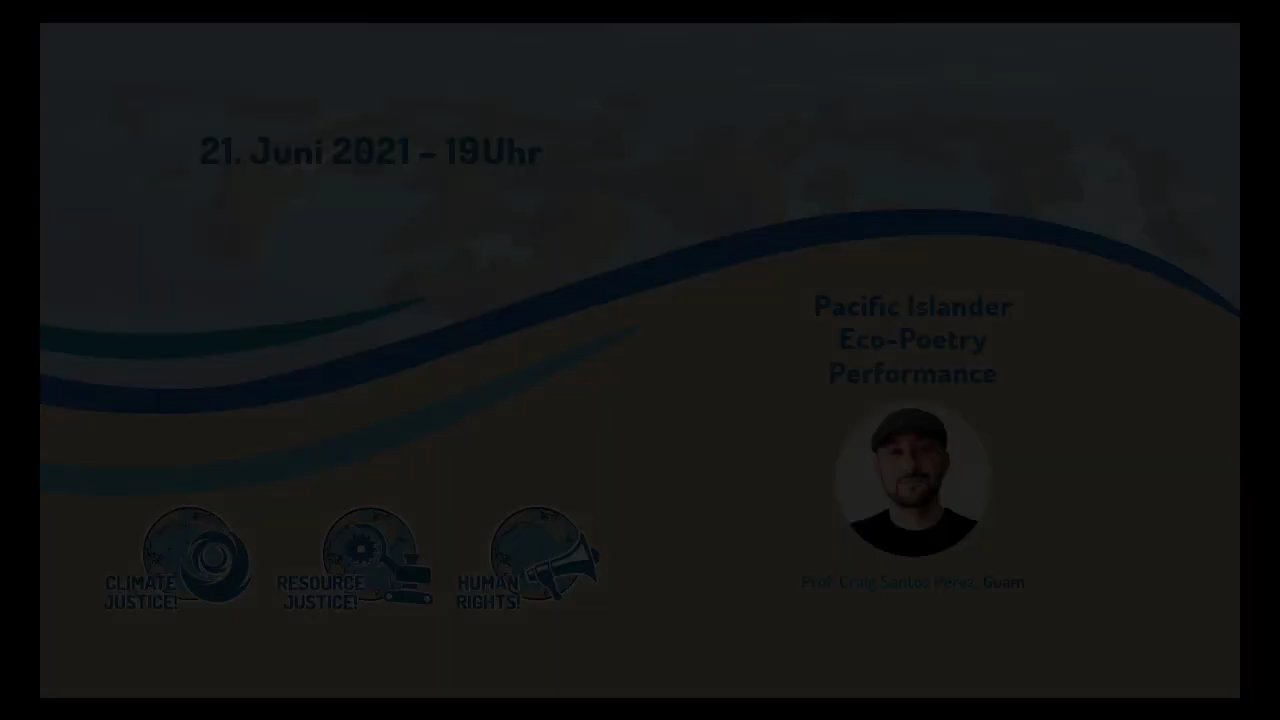 21. Juni 2021 – 19Uhr
Pacific Islander
Eco-Poetry
Performance
CLIMATE
JUSTICE!
RESOURCE
JUSTICE!
HUMAN
RIGHTS!
Prof. Craig Santos Perez, Guam